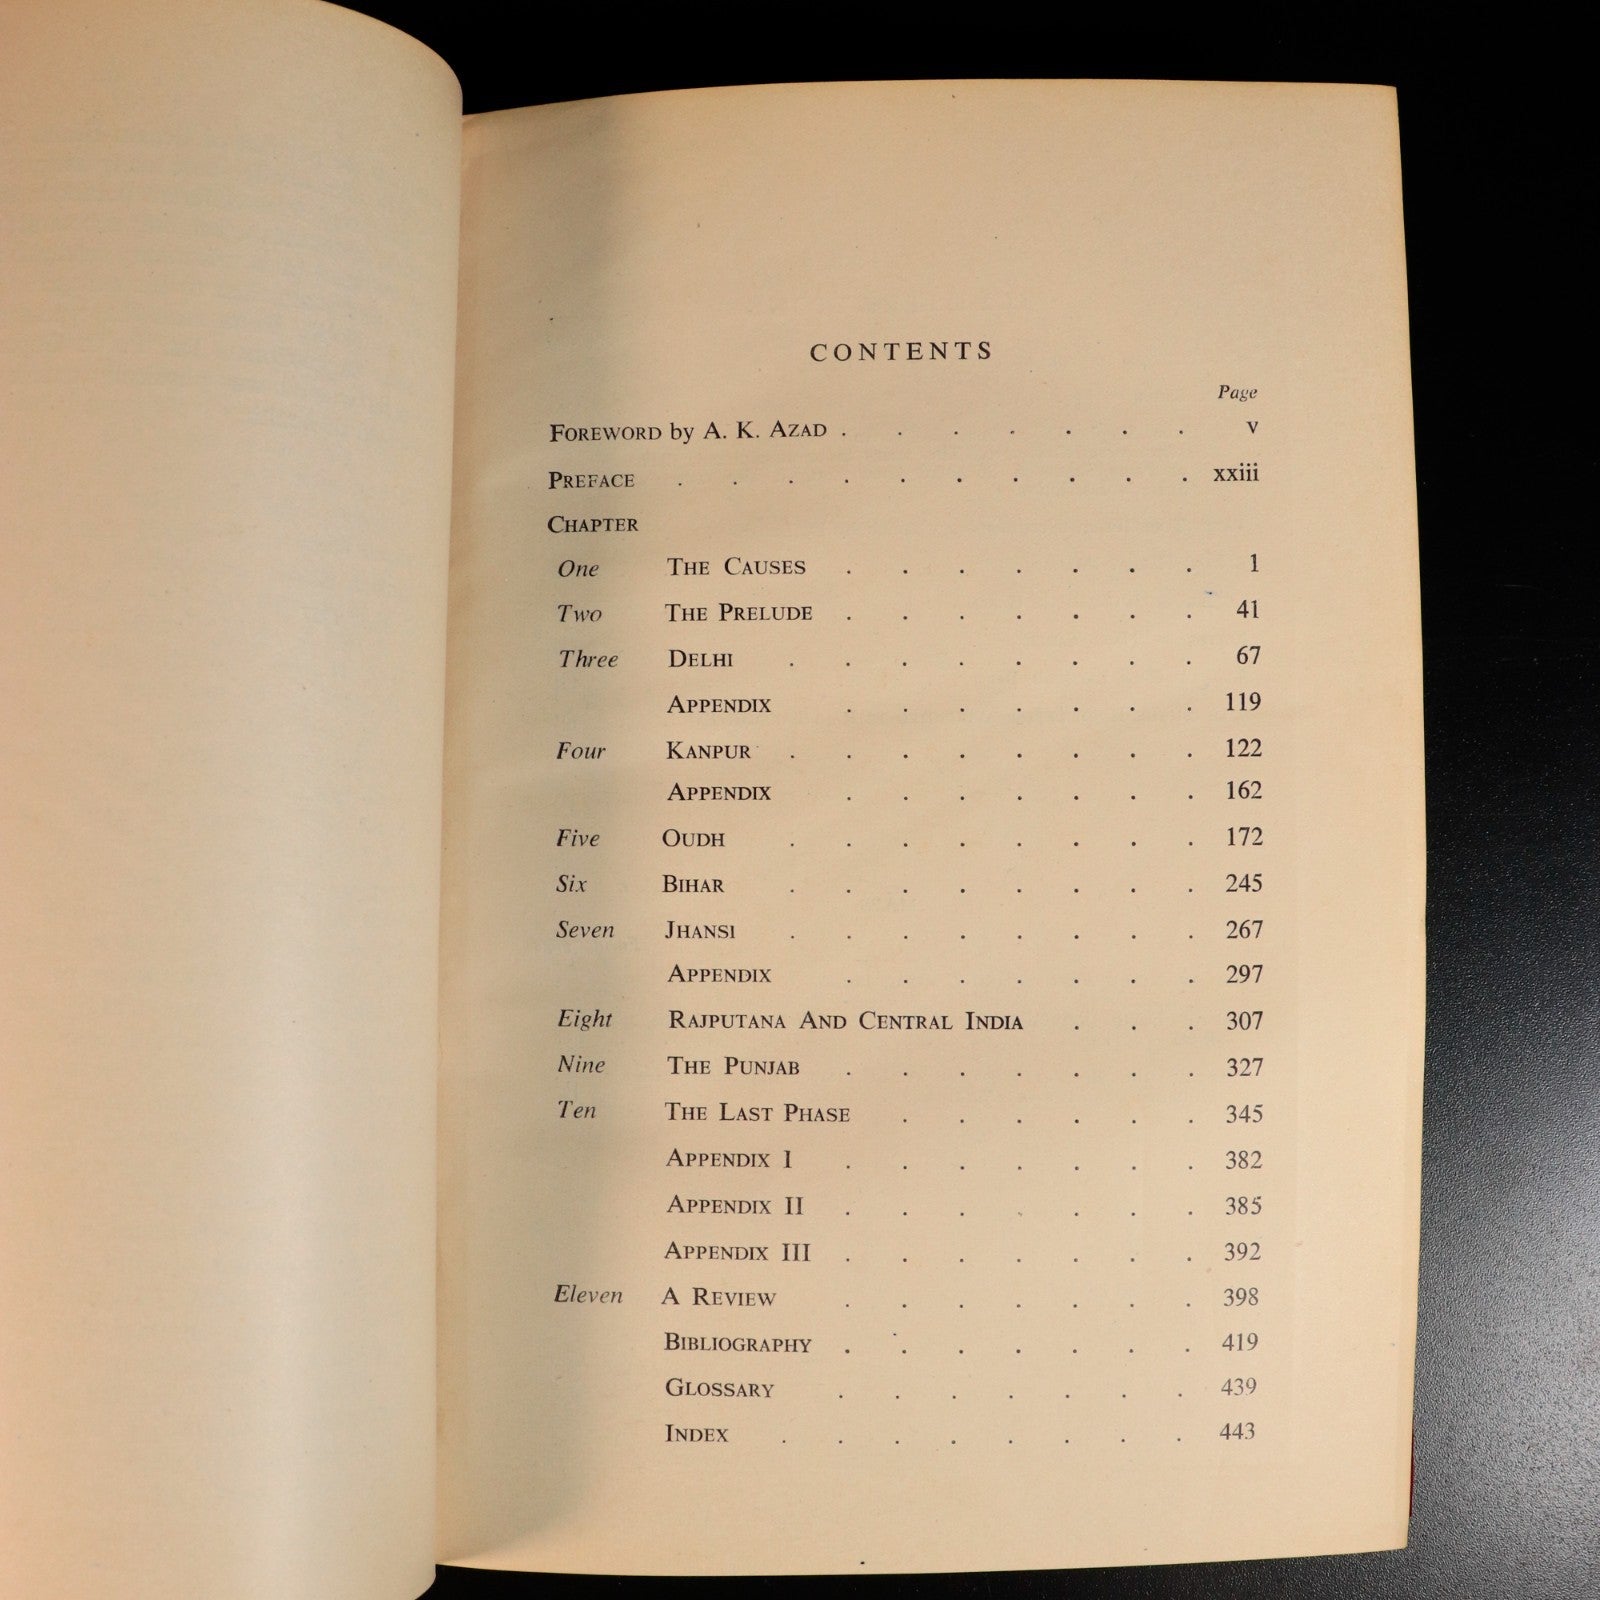 CONTENTS
Page
FOREWORD by A. K. AZAD . . . . . . . v
PREFACE . . . . . . . . . . xxiii
CHAPTER
One THE CAUSES . . . . . . . 1
Two THE PRELUDE . . . . . . . 41
Three DELHI . . . . . . . . 67
APPENDIX . . . . . . . 119
Four KANPUR . . . . . . . . 122
APPENDIX . . . . . . . 162
Five OUDH . . . . . . . . 172
Six BIHAR . . . . . . . . 245
Seven JHANSI . . . . . . . . 267
APPENDIX . . . . . . . 297
Eight RAJPUTANA AND CENTRAL INDIA . . . 307
Nine THE PUNJAB . . . . . . . 327
Ten THE LAST PHASE . . . . . . 345
APPENDIX I . . . . . . . 382
APPENDIX II . . . . . . . 385
APPENDIX III . . . . . . . 392
Eleven A REVIEW . . . . . . . 398
BIBLIOGRAPHY . . . . . . . 419
GLOSSARY . . . . . . . 439
INDEX . . . . . . . . 443